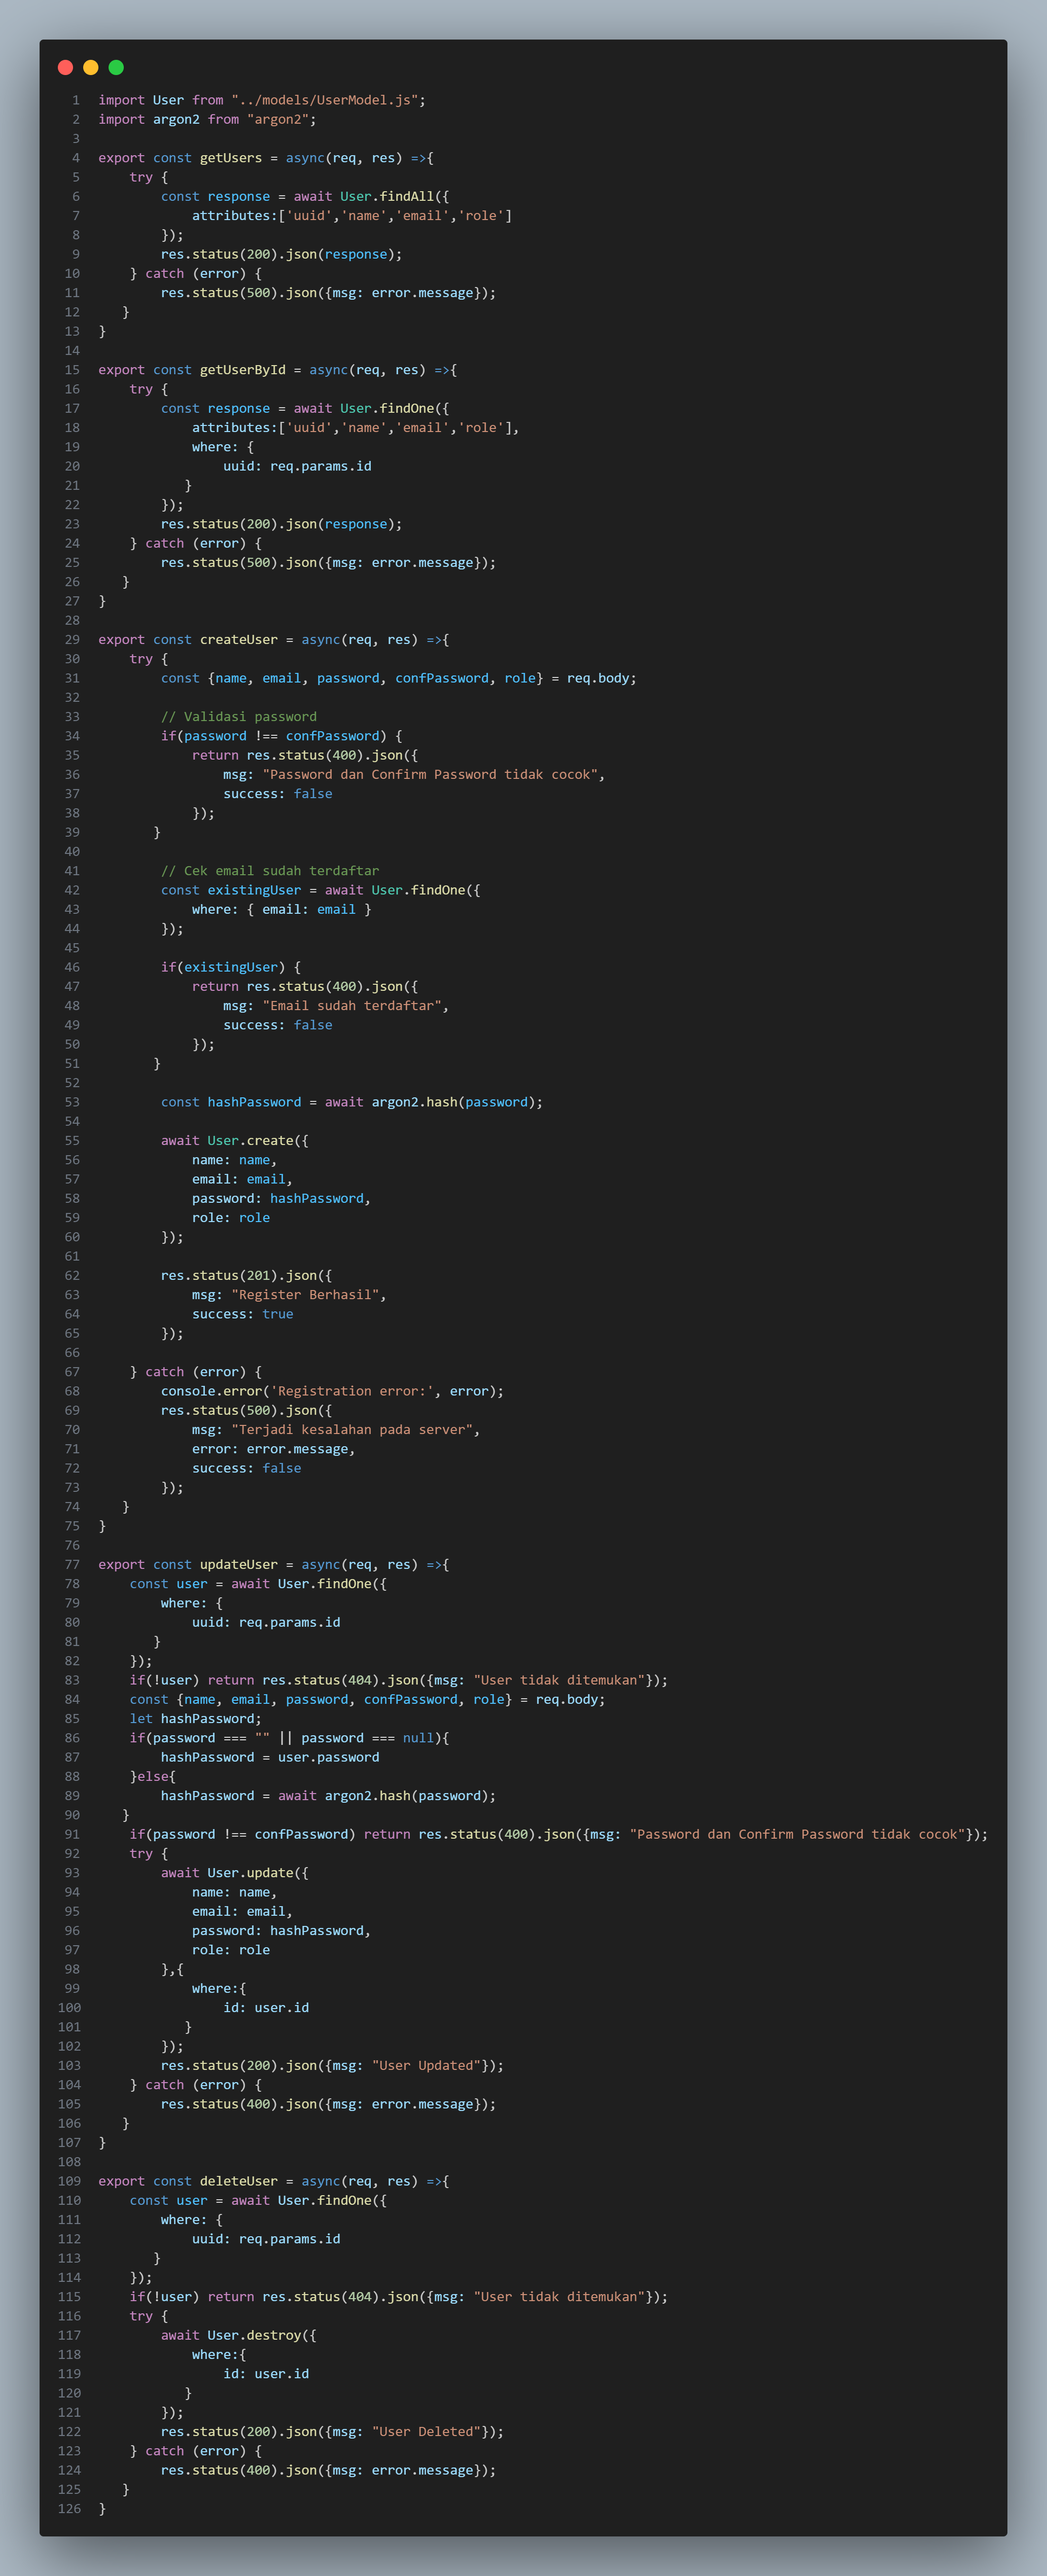 1 import User from "../models/UserModel.js";
2 import argon2 from "argon2";
3
4 export const getUsers = async(req, res) =>{
5     try {
6         const response = await User.findAll({
7             attributes:['uuid','name','email','role']
8         });
9         res.status(200).json(response);
10     } catch (error) {
11         res.status(500).json({msg: error.message});
12    }
13 }
14
15 export const getUserById = async(req, res) =>{
16     try {
17         const response = await User.findOne({
18             attributes:['uuid','name','email','role'],
19             where: {
20                 uuid: req.params.id
21            }
22         });
23         res.status(200).json(response);
24     } catch (error) {
25         res.status(500).json({msg: error.message});
26    }
27 }
28
29 export const createUser = async(req, res) =>{
30     try {
31         const {name, email, password, confPassword, role} = req.body;
32
33         // Validasi password
34         if(password !== confPassword) {
35             return res.status(400).json({
36                 msg: "Password dan Confirm Password tidak cocok",
37                 success: false
38             });
39        }
40
41         // Cek email sudah terdaftar
42         const existingUser = await User.findOne({
43             where: { email: email }
44         });
45
46         if(existingUser) {
47             return res.status(400).json({
48                 msg: "Email sudah terdaftar",
49                 success: false
50             });
51        }
52
53         const hashPassword = await argon2.hash(password);
54
55         await User.create({
56             name: name,
57             email: email,
58             password: hashPassword,
59             role: role
60         });
61
62         res.status(201).json({
63             msg: "Register Berhasil",
64             success: true
65         });
66
67     } catch (error) {
68         console.error('Registration error:', error);
69         res.status(500).json({
70             msg: "Terjadi kesalahan pada server",
71             error: error.message,
72             success: false
73         });
74    }
75 }
76
77 export const updateUser = async(req, res) =>{
78     const user = await User.findOne({
79         where: {
80             uuid: req.params.id
81        }
82     });
83     if(!user) return res.status(404).json({msg: "User tidak ditemukan"});
84     const {name, email, password, confPassword, role} = req.body;
85     let hashPassword;
86     if(password === "" || password === null){
87         hashPassword = user.password
88     }else{
89         hashPassword = await argon2.hash(password);
90    }
91     if(password !== confPassword) return res.status(400).json({msg: "Password dan Confirm Password tidak cocok"});
92     try {
93         await User.update({
94             name: name,
95             email: email,
96             password: hashPassword,
97             role: role
98         },{
99             where:{
100                 id: user.id
101            }
102         });
103         res.status(200).json({msg: "User Updated"});
104     } catch (error) {
105         res.status(400).json({msg: error.message});
106    }
107 }
108
109 export const deleteUser = async(req, res) =>{
110     const user = await User.findOne({
111         where: {
112             uuid: req.params.id
113        }
114     });
115     if(!user) return res.status(404).json({msg: "User tidak ditemukan"});
116     try {
117         await User.destroy({
118             where:{
119                 id: user.id
120            }
121         });
122         res.status(200).json({msg: "User Deleted"});
123     } catch (error) {
124         res.status(400).json({msg: error.message});
125    }
126 }